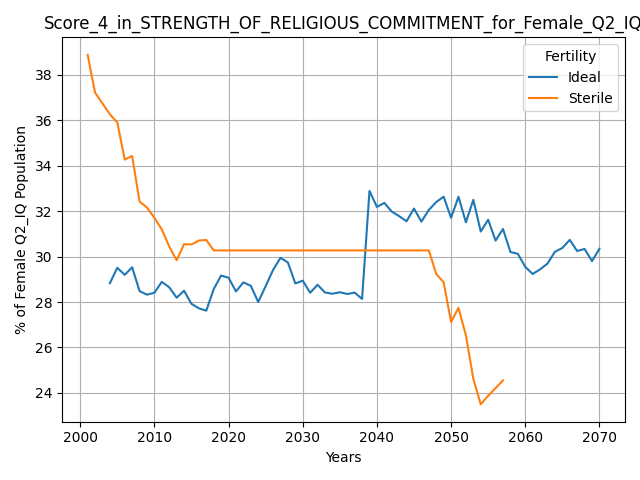 Score_4_in_STRENGTH_OF_RELIGIOUS_COMMITMENT_for_Female_Q2_IQ
Fertility
Ideal
Sterile
% of Female Q2_IQ Population
38
36
34
32
30
28
26
24
2000 2010 2020 2030 2040 2050 2060 2070
Years